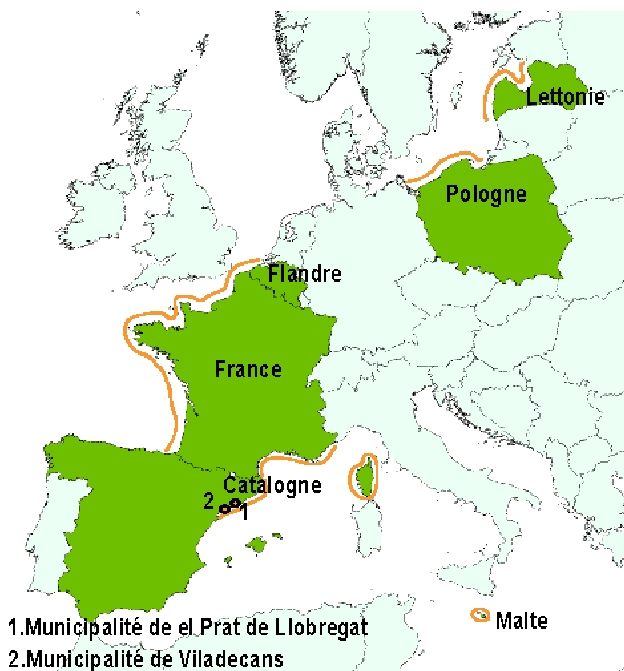 Lettonie
Pologne
Flandre
France
Catalogne
2
1
Malte
1.Municipalité de el Prat de Llobregat
2.Municipalité de Viladecans